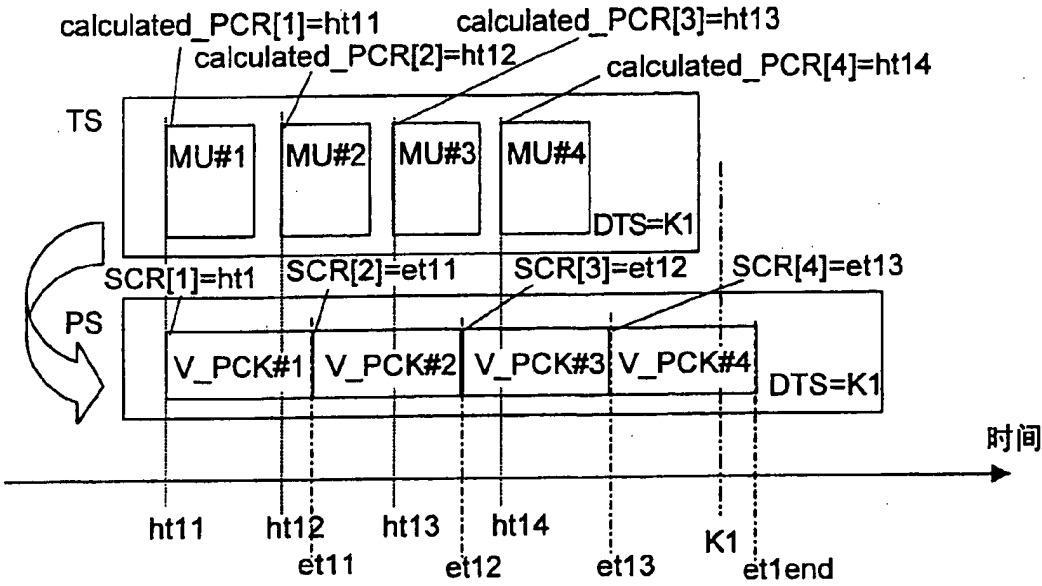 calculated_PCR[1]=ht11
calculated_PCR[3]=ht13
calculated_PCR[2]=ht12
calculated_PCR[4]=ht14
TS
MU#1 MU#2 MU#3 MU#4
DTS=K1
SCR[1]=ht1 SCR[2]=et11 SCR[3]=et12 SCR[4]=et13
PS
V_PCK#1 V_PCK#2 V_PCK#3 V_PCK#4
DTS=K1
时间
ht11 ht12 ht13 ht14 K1
et11 et12 et13 et1end